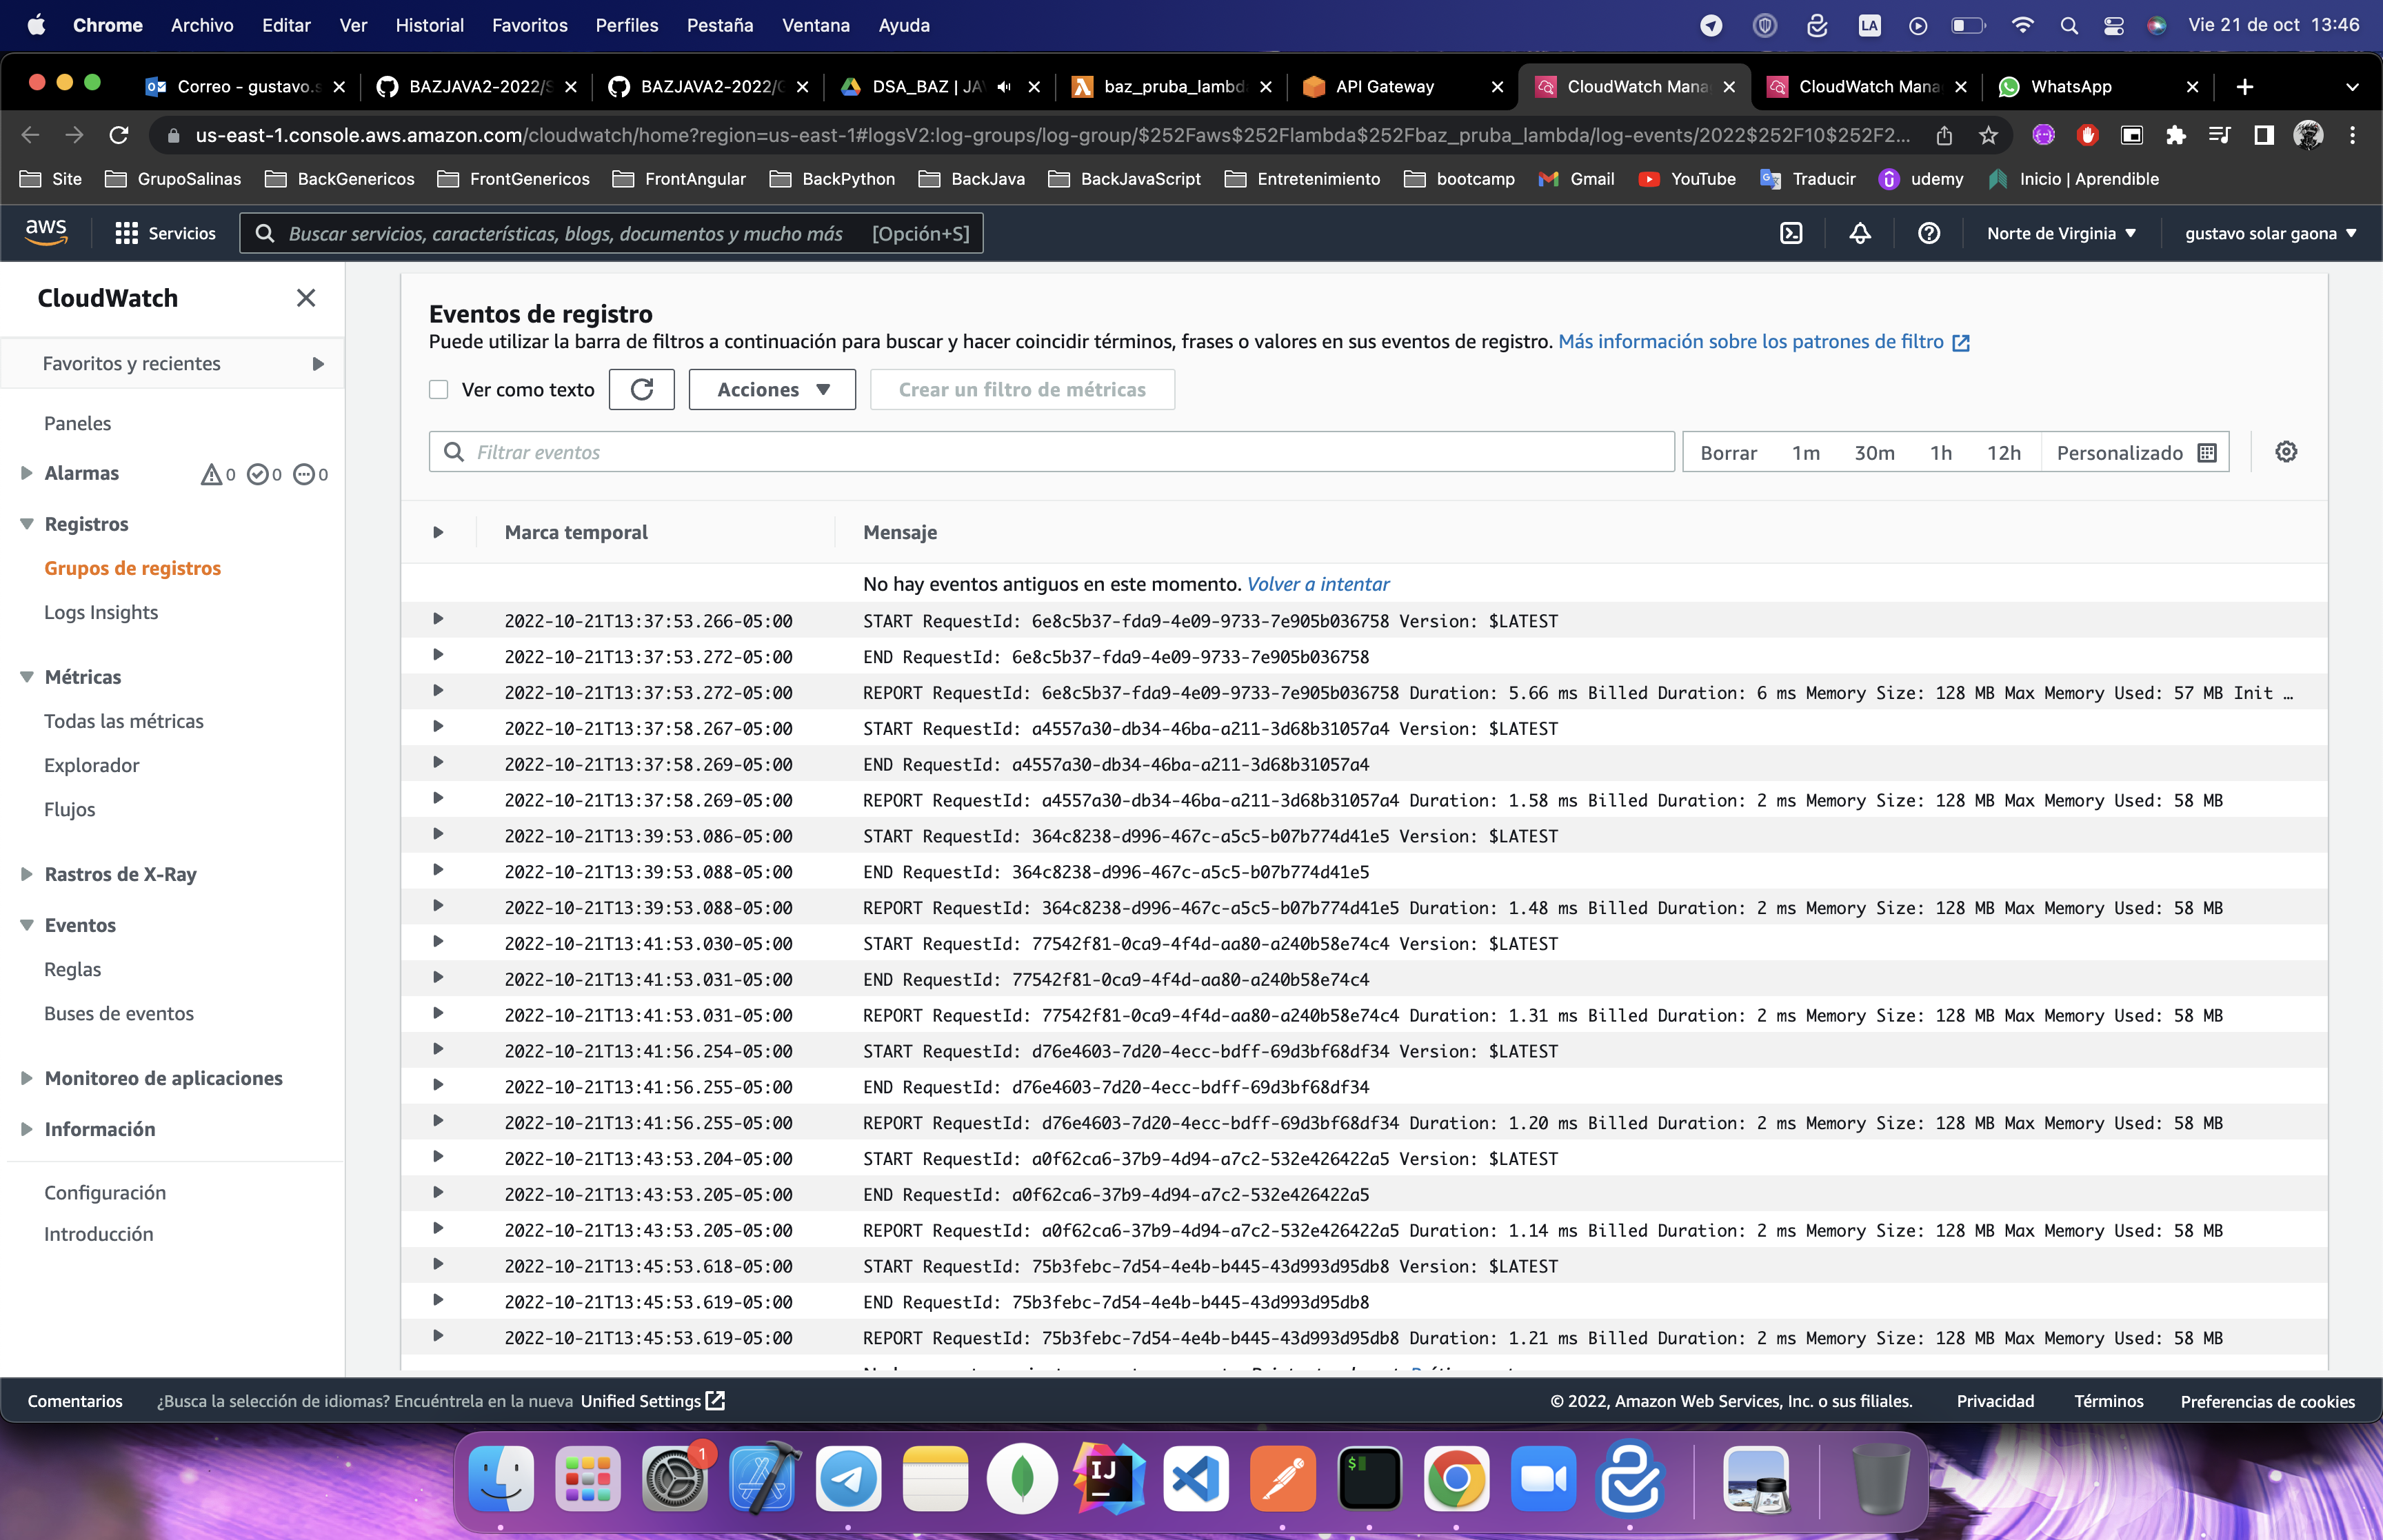 Chrome Archivo Editar Ver Historial Favoritos Perfiles Pestaña Ventana Ayuda LA Vie 21 de oct 13:46
Correo - gustavo.s BAZJAVA2-2022/S BAZJAVA2-2022/ DSA_BAZ | JA baz_pruba_lambd API Gateway CloudWatch Mana CloudWatch Mana WhatsApp
us-east-1.console.aws.amazon.com/cloudwatch/home?region=us-east-1#logsV2:log-groups/log-group/$252Faws$252Flambda$252Fbaz_pruba_lambda/log-events/2022$252F10$252F2...
Site GrupoSalinas BackGenericos FrontGenericos FrontAngular BackPython BackJava BackJavaScript Entretenimiento bootcamp Gmail YouTube Traducir udemy Inicio | Aprendible
aws Servicios Buscar servicios, características, blogs, documentos y mucho más [Opción+S] Norte de Virginia gustavo solar gaona
CloudWatch
Favoritos y recientes
Paneles
Alarmas 0 0 0
Registros
Grupos de registros
Logs Insights
Métricas
Todas las métricas
Explorador
Flujos
Rastros de X-Ray
Eventos
Reglas
Buses de eventos
Monitoreo de aplicaciones
Información
Configuración
Introducción
Eventos de registro
Puede utilizar la barra de filtros a continuación para buscar y hacer coincidir términos, frases o valores en sus eventos de registro. Más información sobre los patrones de filtro
Ver como texto Acciones Crear un filtro de métricas
Filtrar eventos Borrar 1m 30m 1h 12h Personalizado
Marca temporal Mensaje
No hay eventos antiguos en este momento. Volver a intentar
2022-10-21T13:37:53.266-05:00 START RequestId: 6e8c5b37-fda9-4e09-9733-7e905b036758 Version: $LATEST
2022-10-21T13:37:53.272-05:00 END RequestId: 6e8c5b37-fda9-4e09-9733-7e905b036758
2022-10-21T13:37:53.272-05:00 REPORT RequestId: 6e8c5b37-fda9-4e09-9733-7e905b036758 Duration: 5.66 ms Billed Duration: 6 ms Memory Size: 128 MB Max Memory Used: 57 MB Init …
2022-10-21T13:37:58.267-05:00 START RequestId: a4557a30-db34-46ba-a211-3d68b31057a4 Version: $LATEST
2022-10-21T13:37:58.269-05:00 END RequestId: a4557a30-db34-46ba-a211-3d68b31057a4
2022-10-21T13:37:58.269-05:00 REPORT RequestId: a4557a30-db34-46ba-a211-3d68b31057a4 Duration: 1.58 ms Billed Duration: 2 ms Memory Size: 128 MB Max Memory Used: 58 MB
2022-10-21T13:39:53.086-05:00 START RequestId: 364c8238-d996-467c-a5c5-b07b774d41e5 Version: $LATEST
2022-10-21T13:39:53.088-05:00 END RequestId: 364c8238-d996-467c-a5c5-b07b774d41e5
2022-10-21T13:39:53.088-05:00 REPORT RequestId: 364c8238-d996-467c-a5c5-b07b774d41e5 Duration: 1.48 ms Billed Duration: 2 ms Memory Size: 128 MB Max Memory Used: 58 MB
2022-10-21T13:41:53.030-05:00 START RequestId: 77542f81-0ca9-4f4d-aa80-a240b58e74c4 Version: $LATEST
2022-10-21T13:41:53.031-05:00 END RequestId: 77542f81-0ca9-4f4d-aa80-a240b58e74c4
2022-10-21T13:41:53.031-05:00 REPORT RequestId: 77542f81-0ca9-4f4d-aa80-a240b58e74c4 Duration: 1.31 ms Billed Duration: 2 ms Memory Size: 128 MB Max Memory Used: 58 MB
2022-10-21T13:41:56.254-05:00 START RequestId: d76e4603-7d20-4ecc-bdff-69d3bf68df34 Version: $LATEST
2022-10-21T13:41:56.255-05:00 END RequestId: d76e4603-7d20-4ecc-bdff-69d3bf68df34
2022-10-21T13:41:56.255-05:00 REPORT RequestId: d76e4603-7d20-4ecc-bdff-69d3bf68df34 Duration: 1.20 ms Billed Duration: 2 ms Memory Size: 128 MB Max Memory Used: 58 MB
2022-10-21T13:43:53.204-05:00 START RequestId: a0f62ca6-37b9-4d94-a7c2-532e426422a5 Version: $LATEST
2022-10-21T13:43:53.205-05:00 END RequestId: a0f62ca6-37b9-4d94-a7c2-532e426422a5
2022-10-21T13:43:53.205-05:00 REPORT RequestId: a0f62ca6-37b9-4d94-a7c2-532e426422a5 Duration: 1.14 ms Billed Duration: 2 ms Memory Size: 128 MB Max Memory Used: 58 MB
2022-10-21T13:45:53.618-05:00 START RequestId: 75b3febc-7d54-4e4b-b445-43d993d95db8 Version: $LATEST
2022-10-21T13:45:53.619-05:00 END RequestId: 75b3febc-7d54-4e4b-b445-43d993d95db8
2022-10-21T13:45:53.619-05:00 REPORT RequestId: 75b3febc-7d54-4e4b-b445-43d993d95db8 Duration: 1.21 ms Billed Duration: 2 ms Memory Size: 128 MB Max Memory Used: 58 MB
Comentarios ¿Busca la selección de idiomas? Encuéntrela en la nueva Unified Settings © 2022, Amazon Web Services, Inc. o sus filiales. Privacidad Términos Preferencias de cookies
1 IJ $